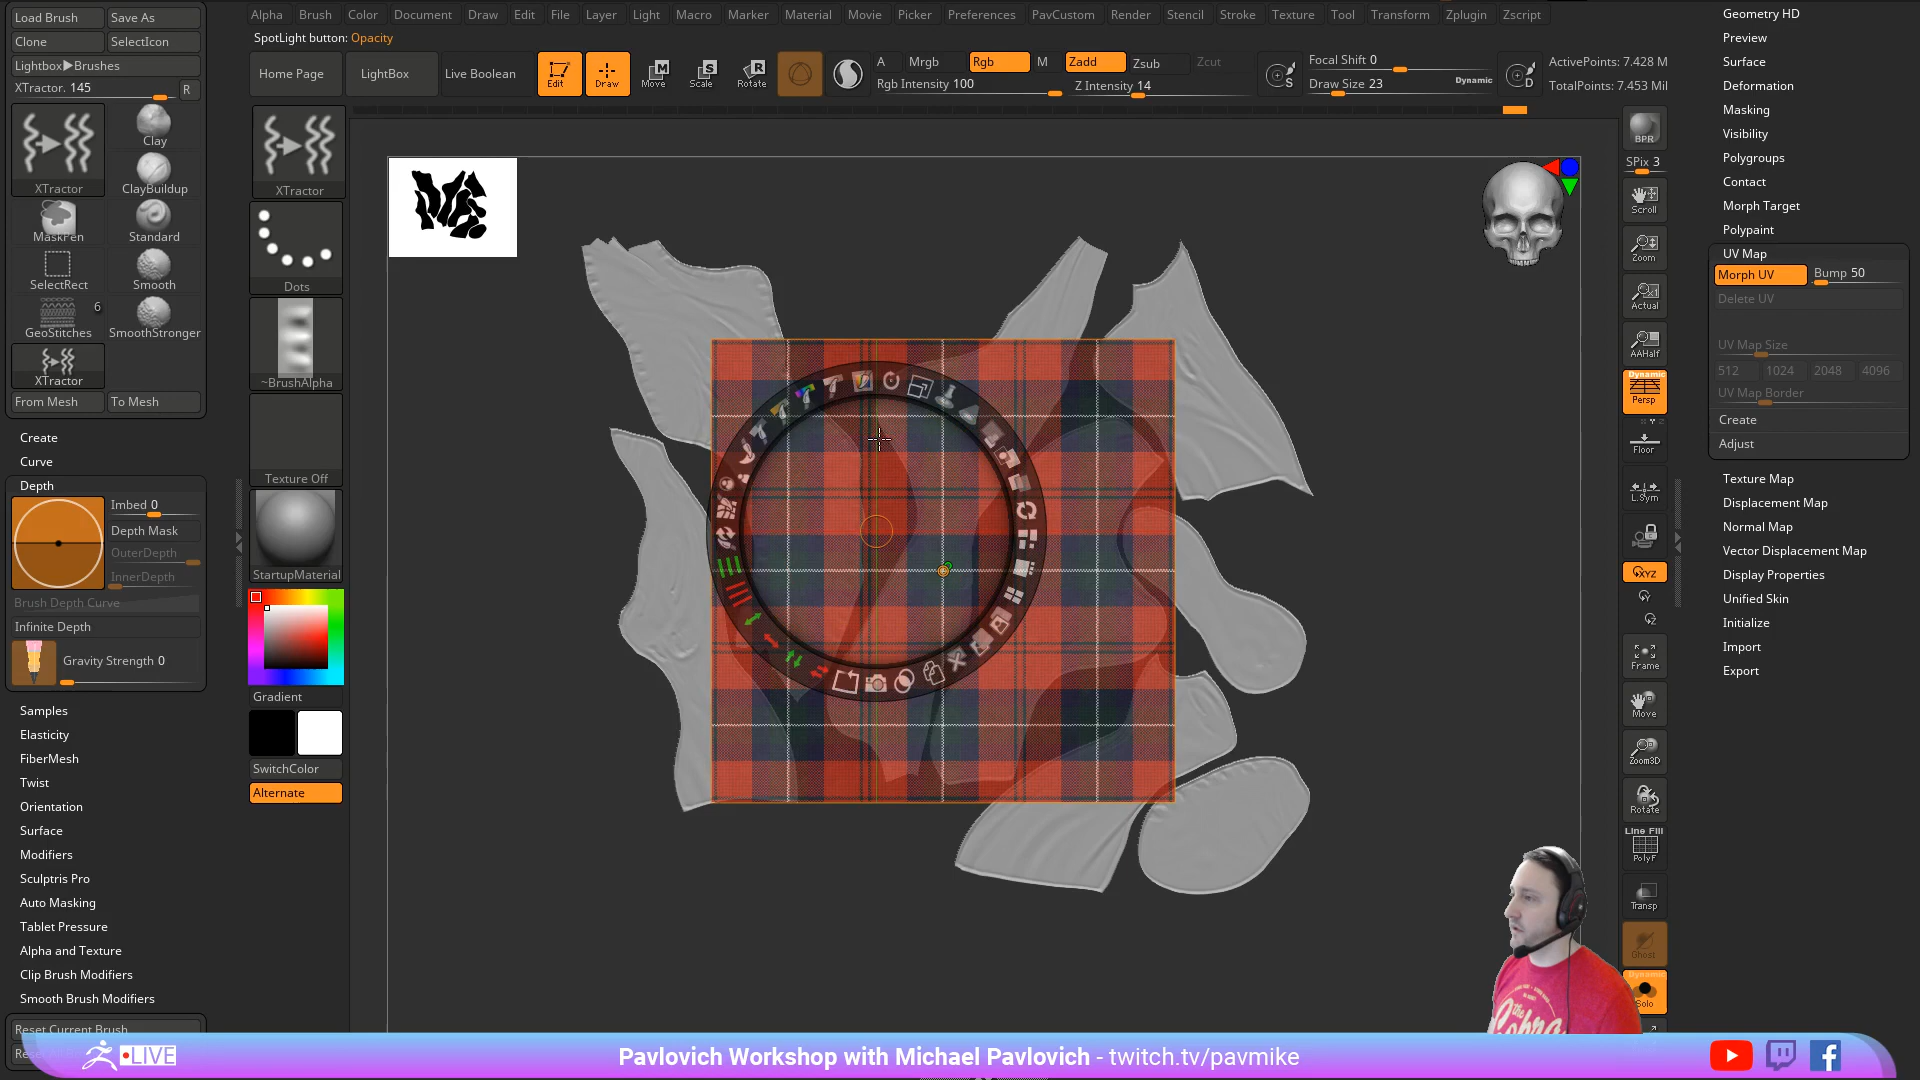 Load Brush Save As
Clone SelectIcon
Lightbox▶Brushes
XTractor. 145 R
XTractor Clay
ClayBuildup
MaskPen Standard
SelectRect Smooth
6
GeoStitches SmoothStronger
XTractor
From Mesh To Mesh
Create
Curve
Depth
Imbed 0
Depth Mask
OuterDepth
InnerDepth
Brush Depth Curve
Infinite Depth
Gravity Strength 0
Samples
Elasticity
FiberMesh
Twist
Orientation
Surface
Modifiers
Sculptris Pro
Auto Masking
Tablet Pressure
Alpha and Texture
Clip Brush Modifiers
Smooth Brush Modifiers
Reset Current Brush
Alpha Brush Color Document Draw Edit File Layer Light Macro Marker Material Movie Picker Preferences PavCustom Render Stencil Stroke Texture Tool Transform Zplugin Zscript
SpotLight button: Opacity
Home Page LightBox Live Boolean Edit Draw Move Scale Rotate
A Mrgb Rgb M Zadd Zsub Zcut
Rgb Intensity 100 Z Intensity 14
Focal Shift 0
Draw Size 23 Dynamic
ActivePoints: 7.428 M
TotalPoints: 7.453 Mil
XTractor
Dots
~BrushAlpha
Texture Off
StartupMaterial
Gradient
SwitchColor
Alternate
BPR
SPix 3
Scroll
Zoom
Actual
AAHalf
Dynamic
Persp
Floor
L.Sym
XYZ
Frame
Move
Zoom3D
Rotate
Line Fill
PolyF
Transp
Ghost
Dynamic
Solo
Geometry HD
Preview
Surface
Deformation
Masking
Visibility
Polygroups
Contact
Morph Target
Polypaint
UV Map
Morph UV Bump 50
Delete UV
UV Map Size
512 1024 2048 4096
UV Map Border
Create
Adjust
Texture Map
Displacement Map
Normal Map
Vector Displacement Map
Display Properties
Unified Skin
Initialize
Import
Export
the
Cobra
LIVE
Pavlovich Workshop with Michael Pavlovich - twitch.tv/pavmike